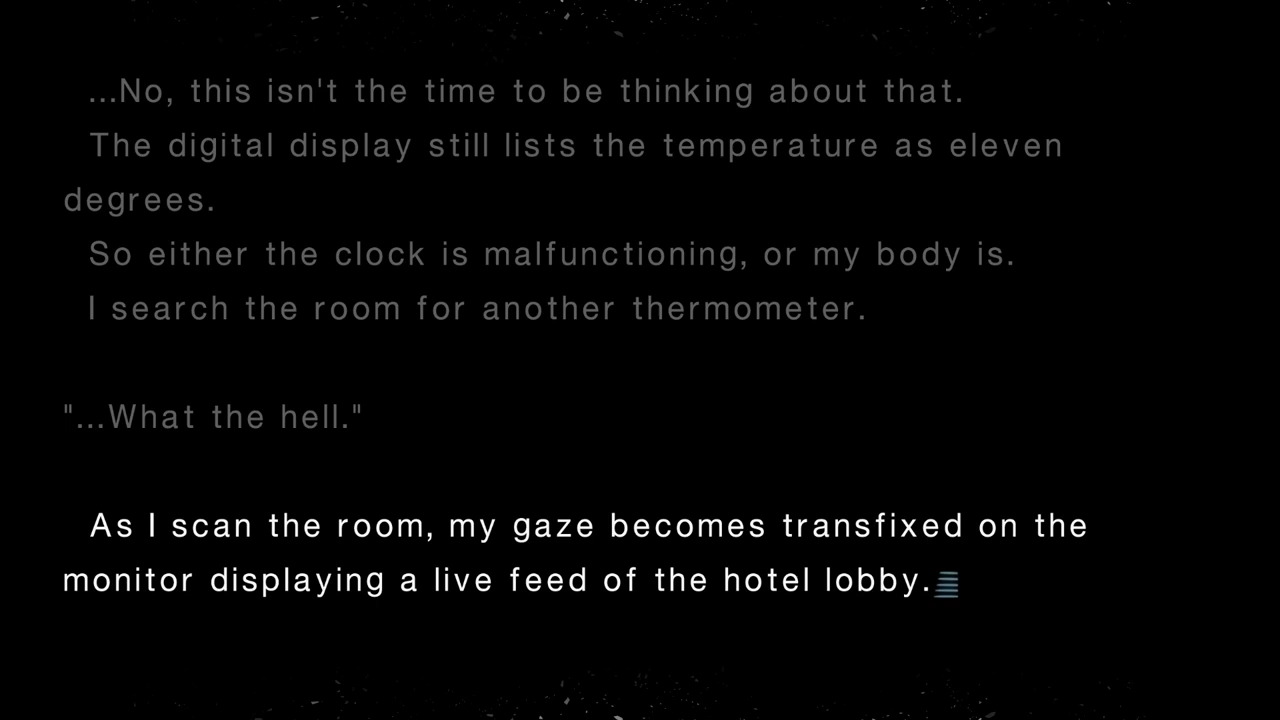 ...No, this isn't the time to be thinking about that.
The digital display still lists the temperature as eleven
degrees.
So either the clock is malfunctioning, or my body is.
I search the room for another thermometer.
"...What the hell."
As I scan the room, my gaze becomes transfixed on the
monitor displaying a live feed of the hotel lobby.